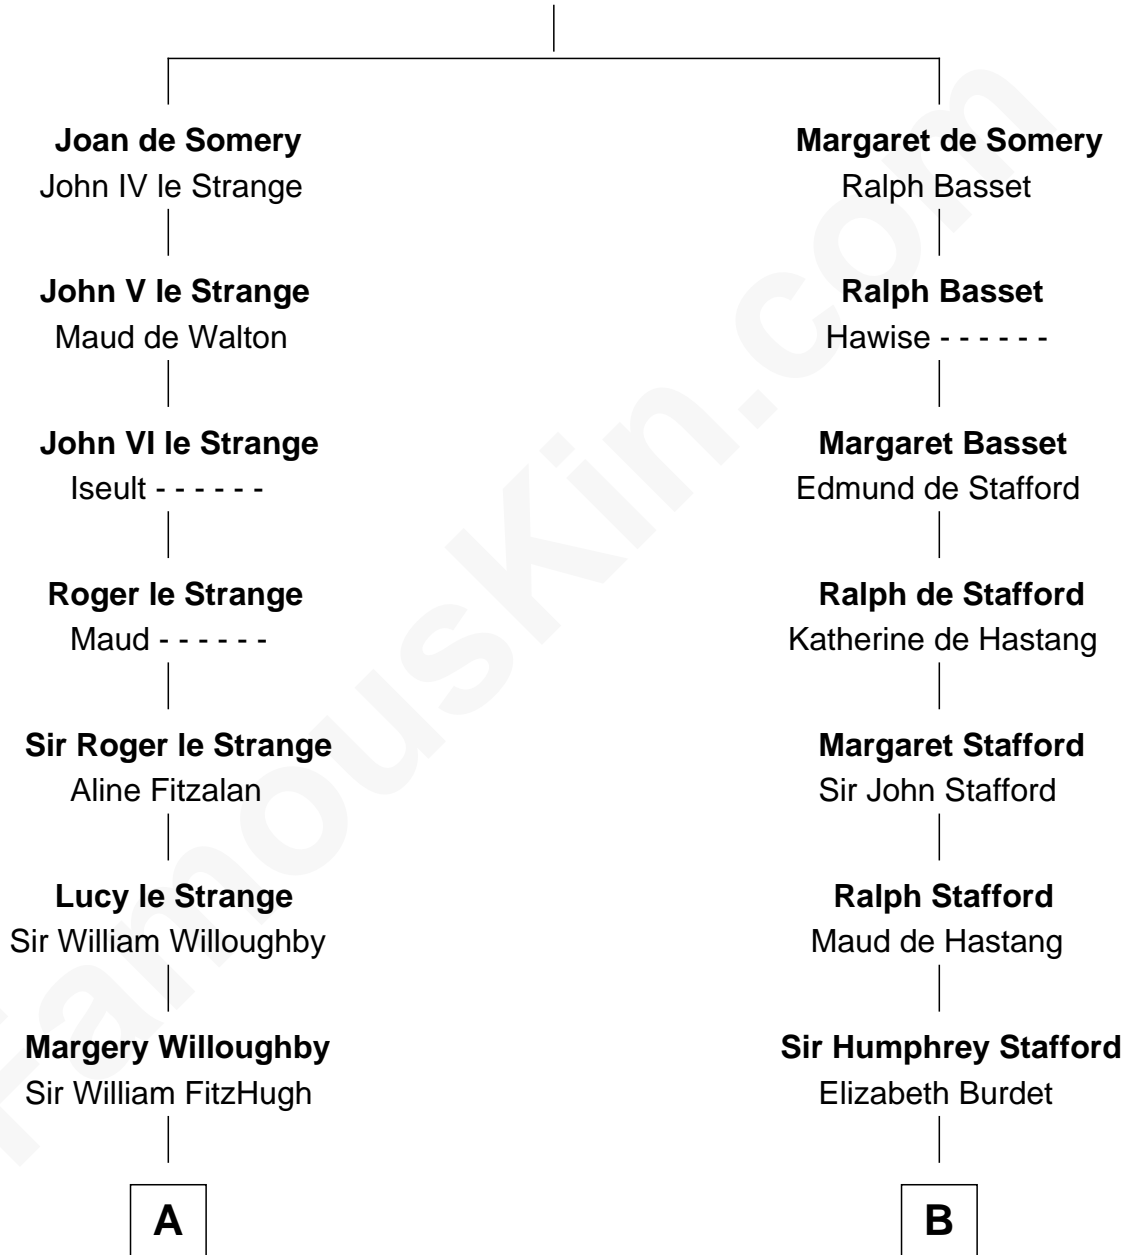 Joan de Somery
John IV le Strange
John V le Strange
Maud de Walton
John VI le Strange
Iseult - - - - - -
Roger le Strange
Maud - - - - - -
Sir Roger le Strange
Aline Fitzalan
Lucy le Strange
Sir William Willoughby
Margery Willoughby
Sir William FitzHugh
A
Margaret de Somery
Ralph Basset
Ralph Basset
Hawise - - - - - -
Margaret Basset
Edmund de Stafford
Ralph de Stafford
Katherine de Hastang
Margaret Stafford
Sir John Stafford
Ralph Stafford
Maud de Hastang
Sir Humphrey Stafford
Elizabeth Burdet
B
FamousKin.com